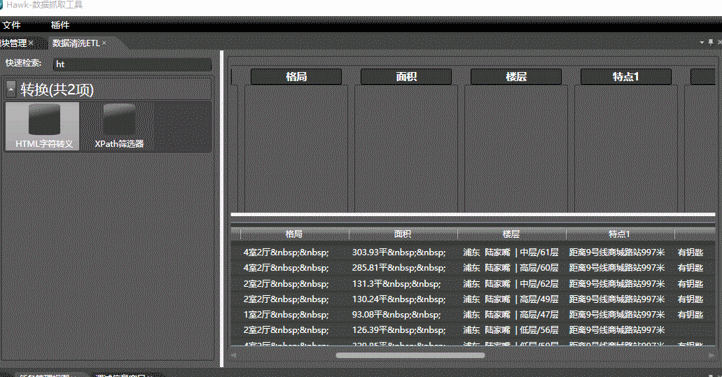 Hawk-数据抓取工具
文件 插件
块管理× 数据清洗ETL×
快速检索: ht
转换(共2项)
HTML字符转义 XPath筛选器
格局 面积 楼层 特点1
格局 面积 楼层 特点1
4室2厅&nbsp;&nbsp; 303.93平&nbsp;&nbsp; 浦东 陆家嘴 | 中层/61层 距离9号线商城路站997米 有钥匙
4室2厅&nbsp;&nbsp; 285.81平&nbsp;&nbsp; 浦东 陆家嘴 | 高层/60层 距离9号线商城路站997米 有钥匙
2室2厅&nbsp;&nbsp; 131.3平&nbsp;&nbsp; 浦东 陆家嘴 | 中层/62层 距离9号线商城路站997米 有钥匙
2室2厅&nbsp;&nbsp; 130.24平&nbsp;&nbsp; 浦东 陆家嘴 | 高层/49层 距离9号线商城路站997米 有钥匙
1室2厅&nbsp;&nbsp; 93.08平&nbsp;&nbsp; 浦东 陆家嘴 | 高层/47层 距离9号线商城路站997米 有钥匙
2室2厅&nbsp;&nbsp; 126.39平&nbsp;&nbsp; 浦东 陆家嘴 | 低层/56层 距离9号线商城路站997米